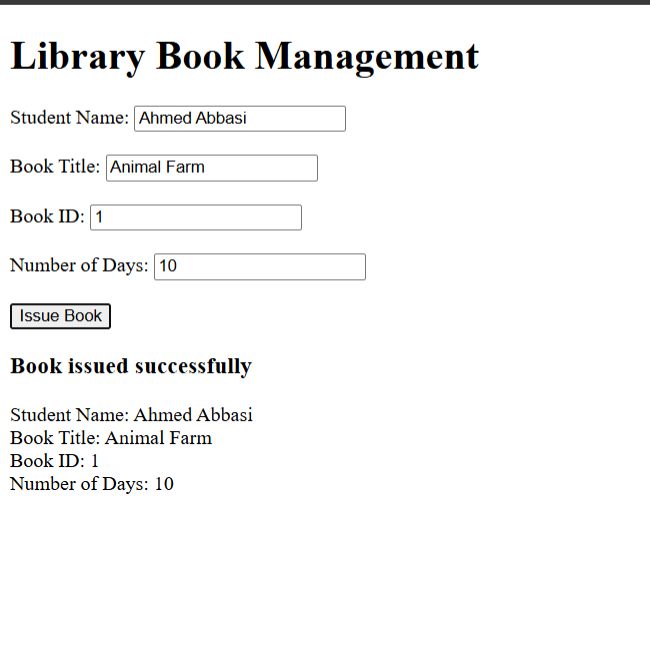 Library Book Management
Student Name: Ahmed Abbasi
Book Title: Animal Farm
Book ID: 1
Number of Days: 10
Issue Book
Book issued successfully
Student Name: Ahmed Abbasi
Book Title: Animal Farm
Book ID: 1
Number of Days: 10